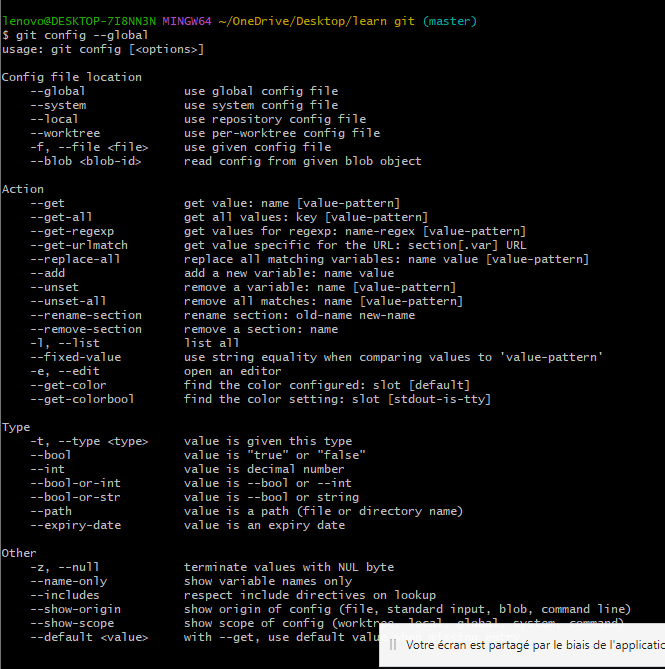 lenovo@DESKTOP-7I8NN3N MINGW64 ~/OneDrive/Desktop/learn git (master)
$ git config --global
usage: git config [<options>]

Config file location
    --global              use global config file
    --system              use system config file
    --local               use repository config file
    --worktree            use per-worktree config file
    -f, --file <file>     use given config file
    --blob <blob-id>      read config from given blob object

Action
    --get                 get value: name [value-pattern]
    --get-all             get all values: key [value-pattern]
    --get-regexp          get values for regexp: name-regex [value-pattern]
    --get-urlmatch        get value specific for the URL: section[.var] URL
    --replace-all         replace all matching variables: name value [value-pattern]
    --add                 add a new variable: name value
    --unset               remove a variable: name [value-pattern]
    --unset-all           remove all matches: name [value-pattern]
    --rename-section      rename section: old-name new-name
    --remove-section      remove a section: name
    -l, --list            list all
    --fixed-value         use string equality when comparing values to 'value-pattern'
    -e, --edit            open an editor
    --get-color           find the color configured: slot [default]
    --get-colorbool       find the color setting: slot [stdout-is-tty]

Type
    -t, --type <type>     value is given this type
    --bool                value is "true" or "false"
    --int                 value is decimal number
    --bool-or-int         value is --bool or --int
    --bool-or-str         value is --bool or string
    --path                value is a path (file or directory name)
    --expiry-date         value is an expiry date

Other
    -z, --null            terminate values with NUL byte
    --name-only           show variable names only
    --includes            respect include directives on lookup
    --show-origin         show origin of config (file, standard input, blob, command line)
    --show-scope          show scope of config (worktree, local, global, system, command)
    --default <value>     with --get, use default valu
Votre écran est partagé par le biais de l'applicatio